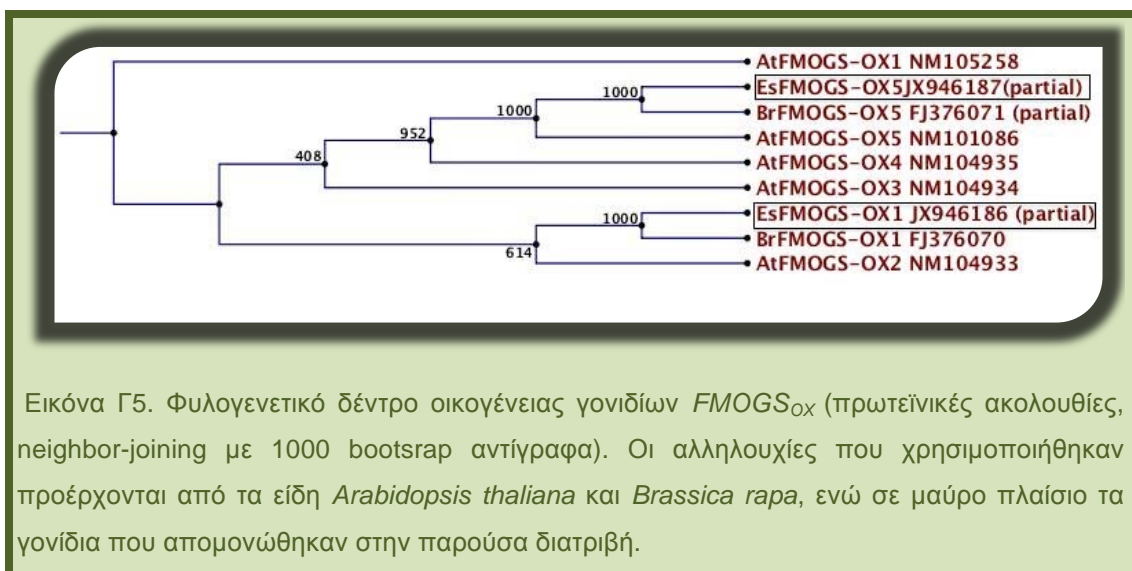 AtFMOGS-OX1 NM105258
1000
EsFMOGS-OX5JX946187(partial)
1000
BrFMOGS-OX5 FJ376071 (partial)
952
AtFMOGS-OX5 NM101086
408
AtFMOGS-OX4 NM104935
AtFMOGS-OX3 NM104934
1000
EsFMOGS-OX1 JX946186 (partial)
BrFMOGS-OX1 FJ376070
614
AtFMOGS-OX2 NM104933
Εικόνα Γ5. Φυλογενετικό δέντρο οικογένειας γονιδίων FMOGSOX (πρωτεϊνικές ακολουθίες,
neighbor-joining με 1000 bootsrap αντίγραφα). Οι αλληλουχίες που χρησιμοποιήθηκαν
προέρχονται από τα είδη Arabidopsis thaliana και Brassica rapa, ενώ σε μαύρο πλαίσιο τα
γονίδια που απομονώθηκαν στην παρούσα διατριβή.